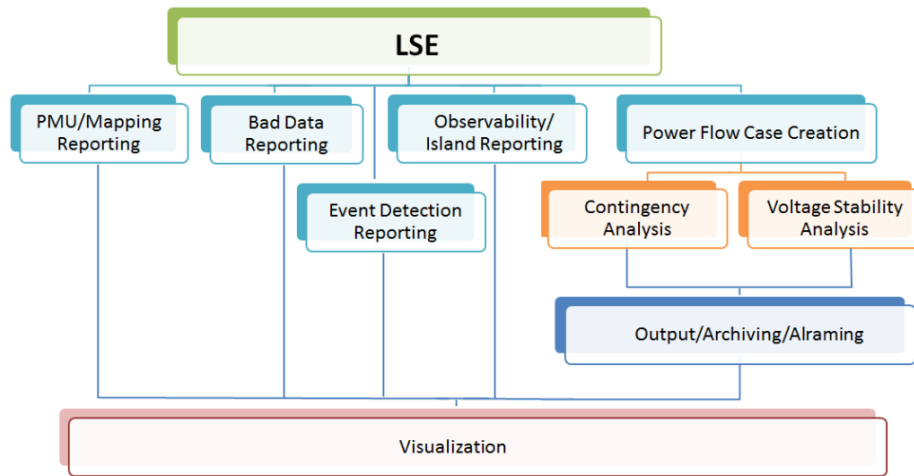 LSE
PMU/Mapping
Reporting
Bad Data
Reporting
Observability/
Island Reporting
Power Flow Case Creation
Event Detection
Reporting
Contingency
Analysis
Voltage Stability
Analysis
Output/Archiving/Alraming
Visualization